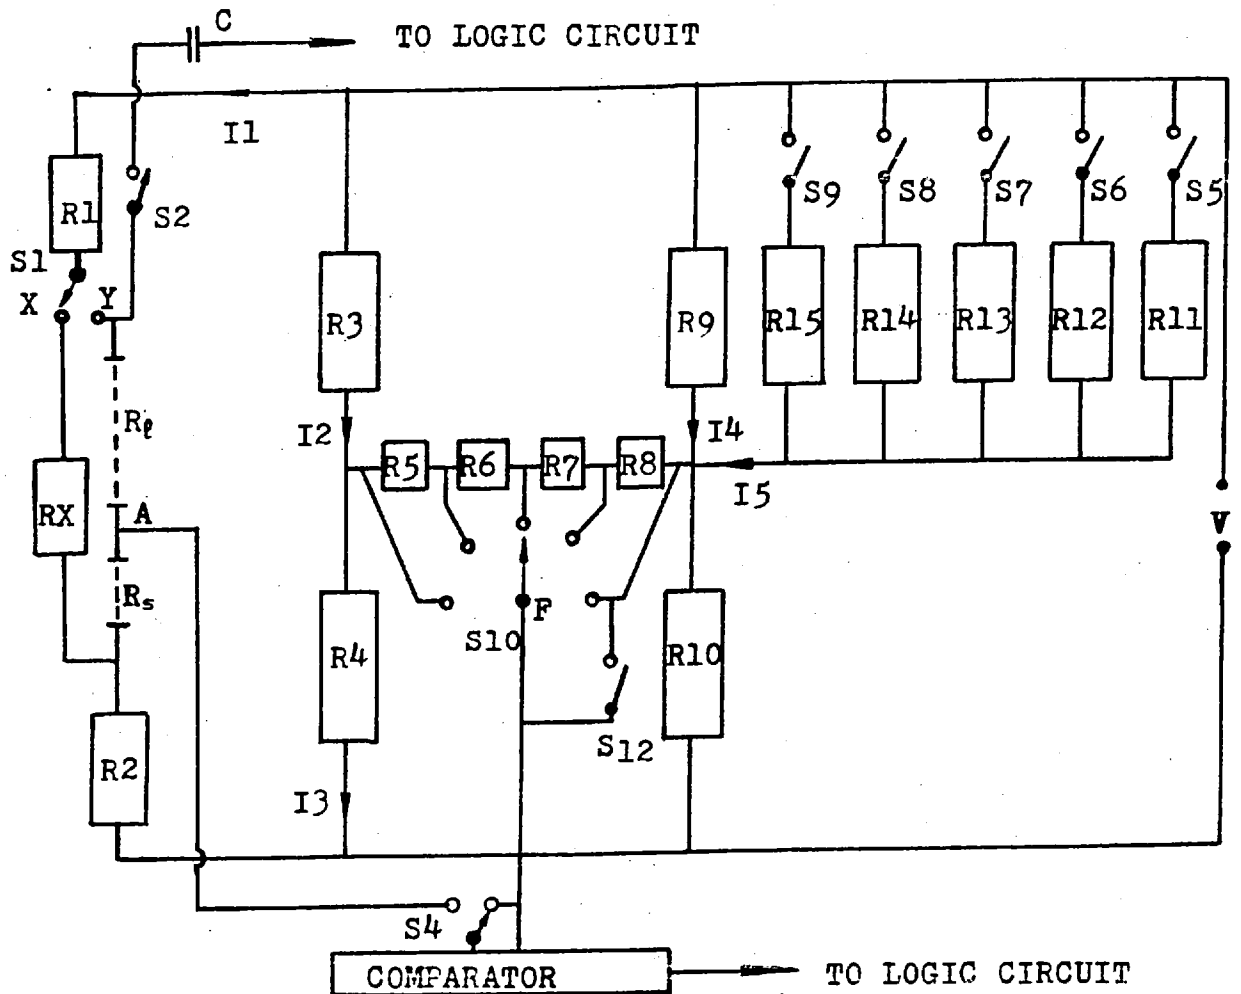 C
TO LOGIC CIRCUIT
I1
R1
S2
S9
S8
S7
S6
S5
S1
X
Y
R3
R9
R15
R14
R13
R12
R11
Rℓ
I2
I4
R5
R6
R7
R8
I5
RX
A
V
Rs
F
S10
R4
R10
S12
R2
I3
S4
COMPARATOR
TO LOGIC CIRCUIT